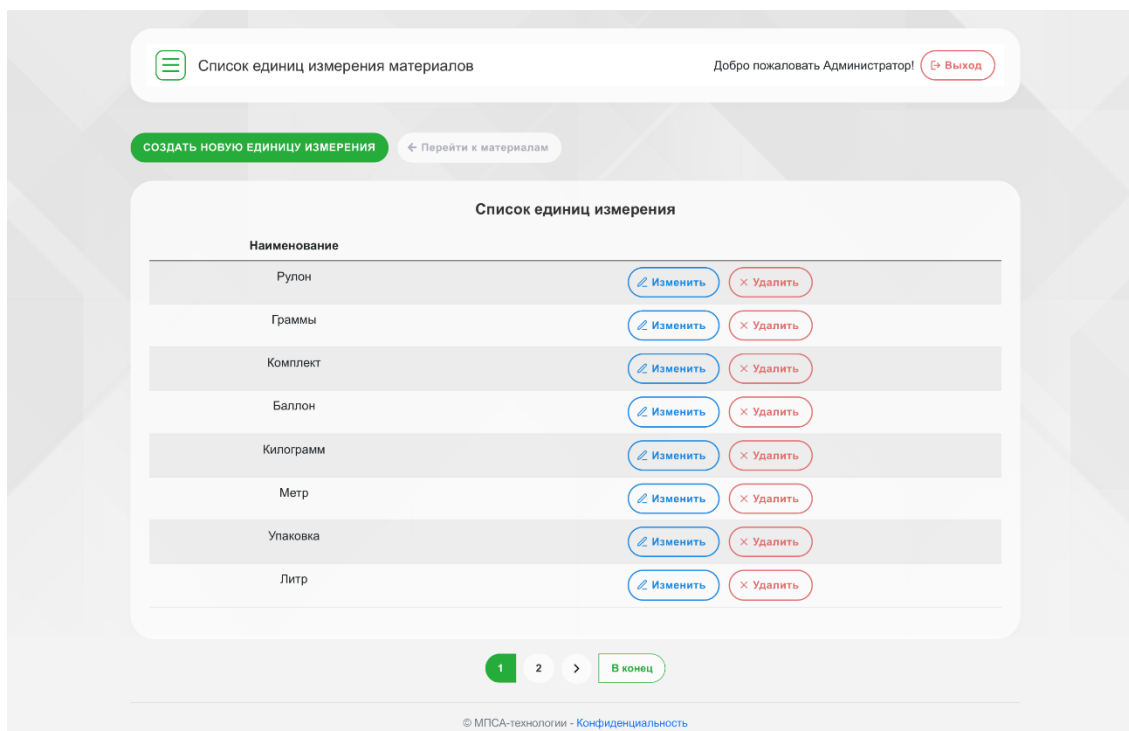 Список единиц измерения материалов Добро пожаловать Администратор! Выход
СОЗДАТЬ НОВУЮ ЕДИНИЦУ ИЗМЕРЕНИЯ Перейти к материалам
Список единиц измерения
Наименование
Рулон Изменить Удалить
Граммы Изменить Удалить
Комплект Изменить Удалить
Баллон Изменить Удалить
Килограмм Изменить Удалить
Метр Изменить Удалить
Упаковка Изменить Удалить
Литр Изменить Удалить
1 2 > В конец
© МПСА-технологии - Конфиденциальность